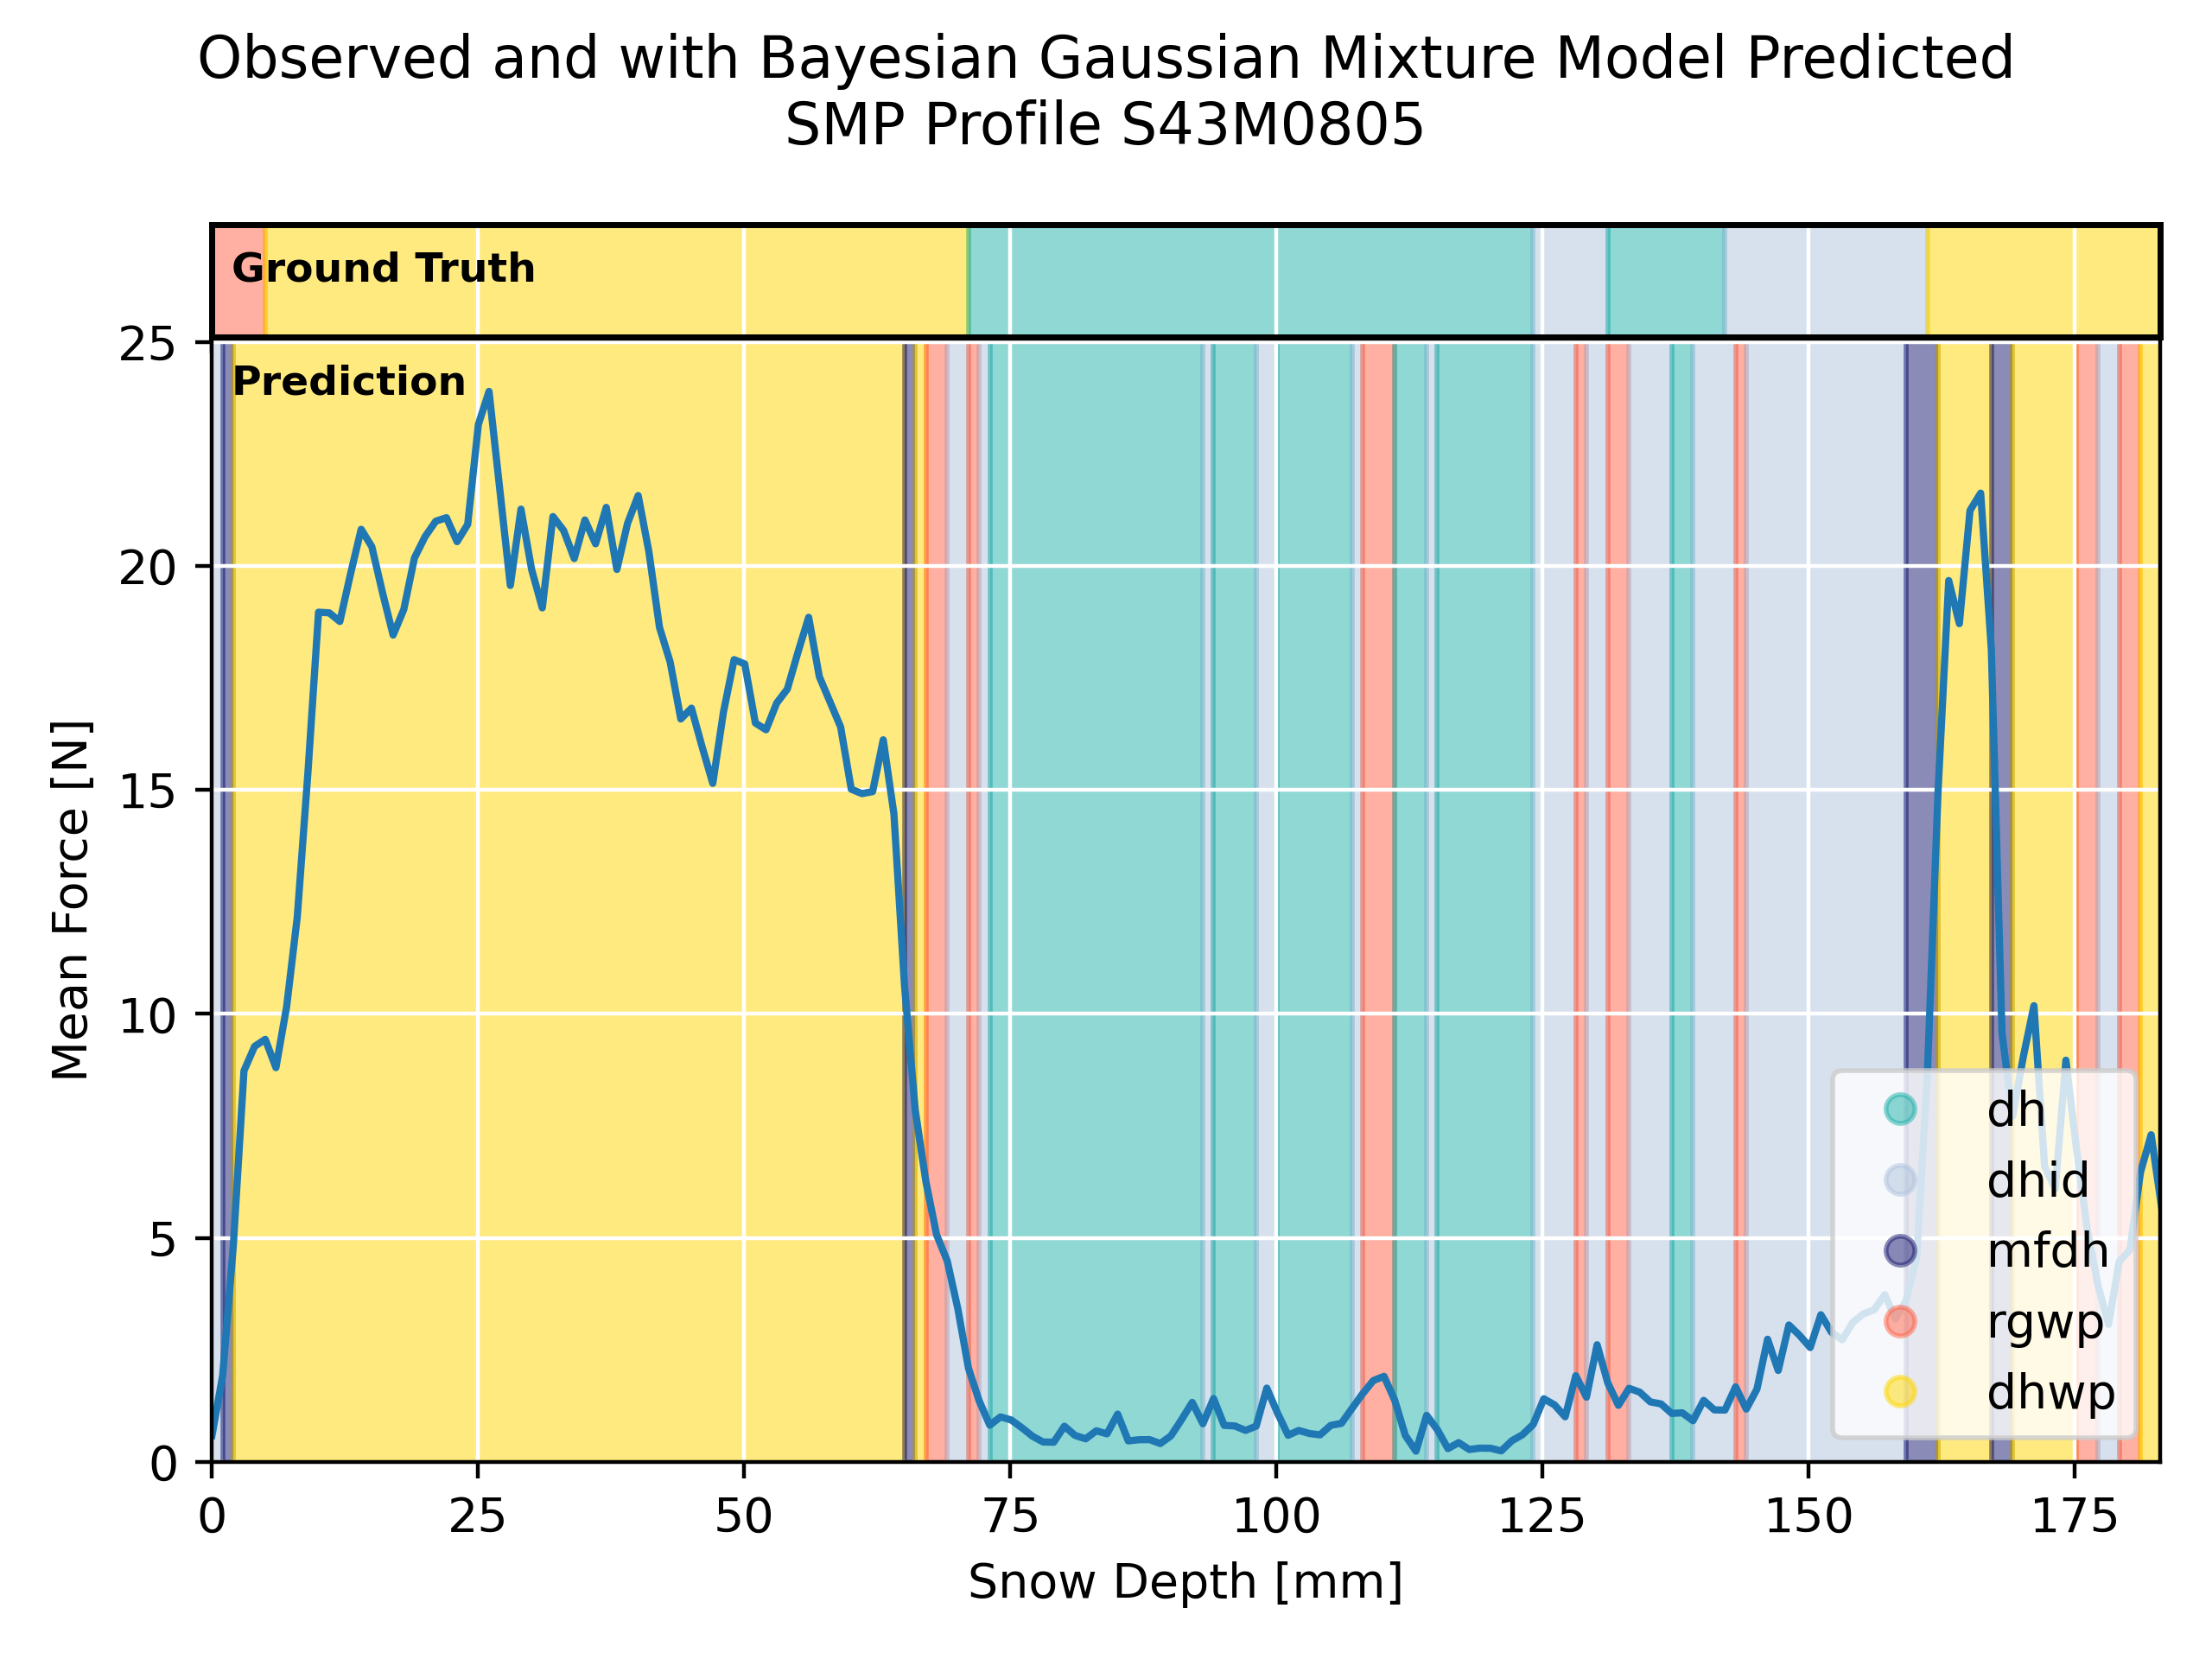 Observed and with Bayesian Gaussian Mixture Model Predicted
SMP Profile S43M0805
Ground Truth
Prediction
25
20
15
10
5
0
Mean Force [N]
dh
dhid
mfdh
rgwp
dhwp
0 25 50 75 100 125 150 175
Snow Depth [mm]